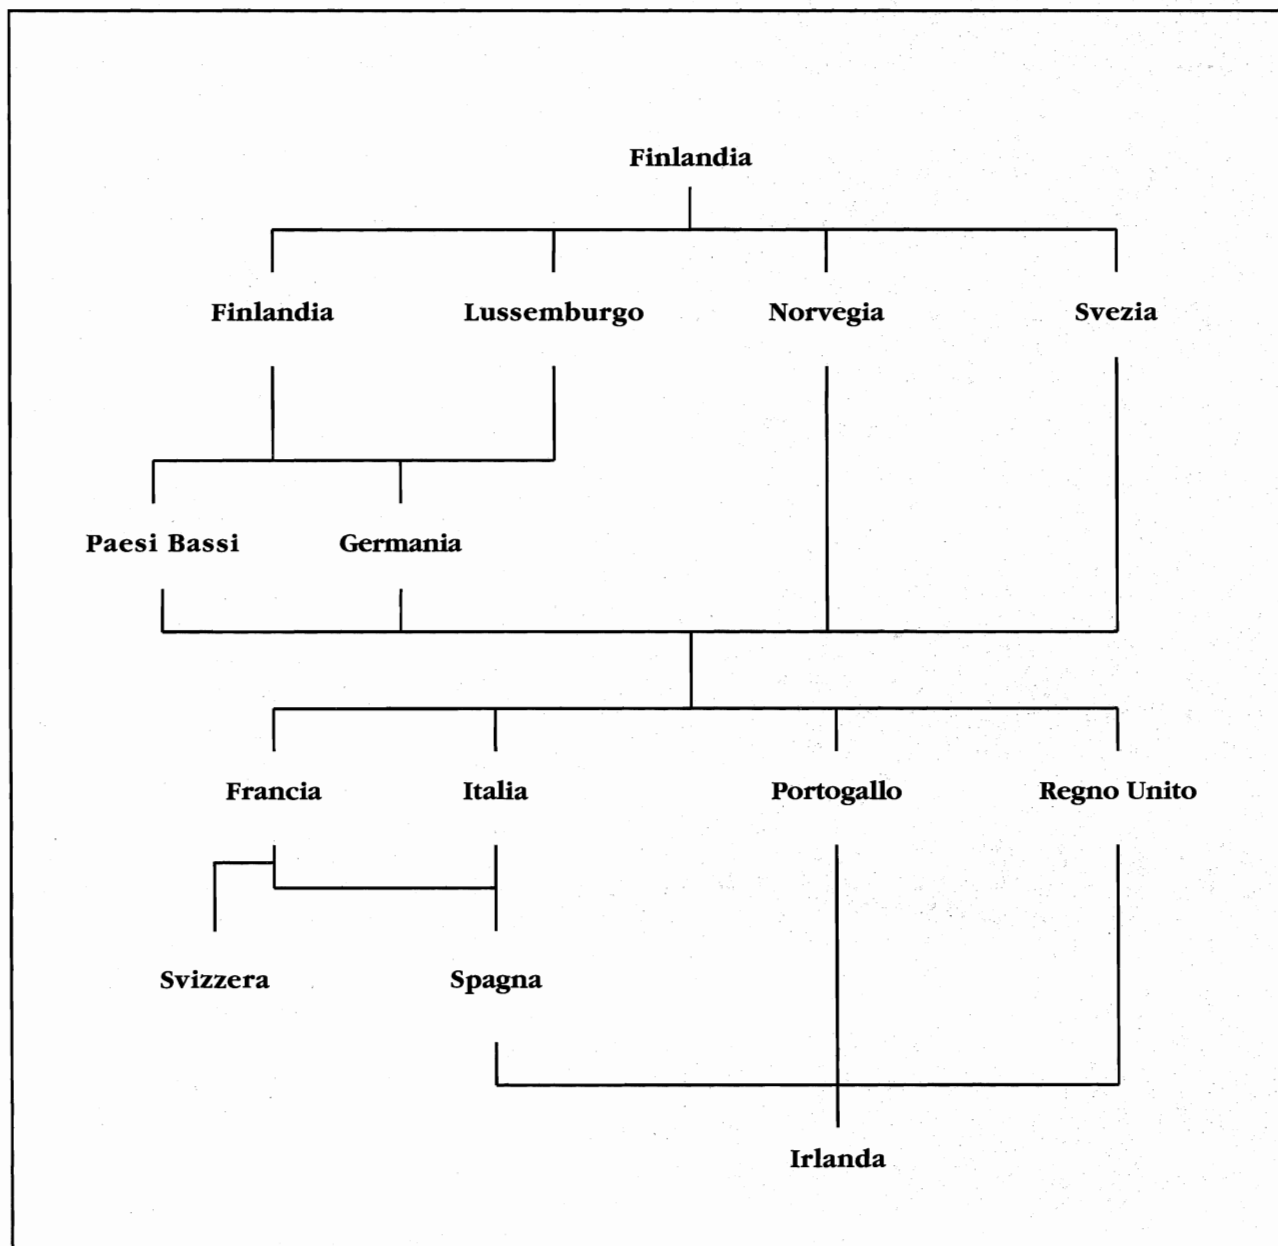 Finlandia
Finlandia Lussemburgo Norvegia Svezia
Paesi Bassi Germania
Francia Italia Portogallo Regno Unito
Svizzera Spagna
Irlanda